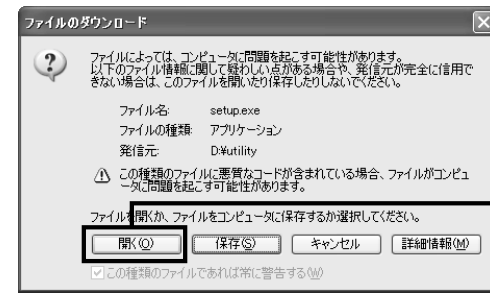 ファイルのダウンロード
ファイルによっては、コンピュータに問題を起こす可能性があります。
以下のファイル情報に関して疑わしい点がある場合や、発信元が完全に信用で
きない場合は、このファイルを開いたり保存したりしないでください。
ファイル名: setup.exe
ファイルの種類: アプリケーション
発信元: D:¥utility
この種類のファイルに悪質なコードが含まれている場合、ファイルがコンピュ
ータに問題を起こす可能性があります。
ファイルを開くか、ファイルをコンピュータに保存するか選択してください。
開く(O) 保存(S) キャンセル 詳細情報(M)
この種類のファイルであれば常に警告する(W)